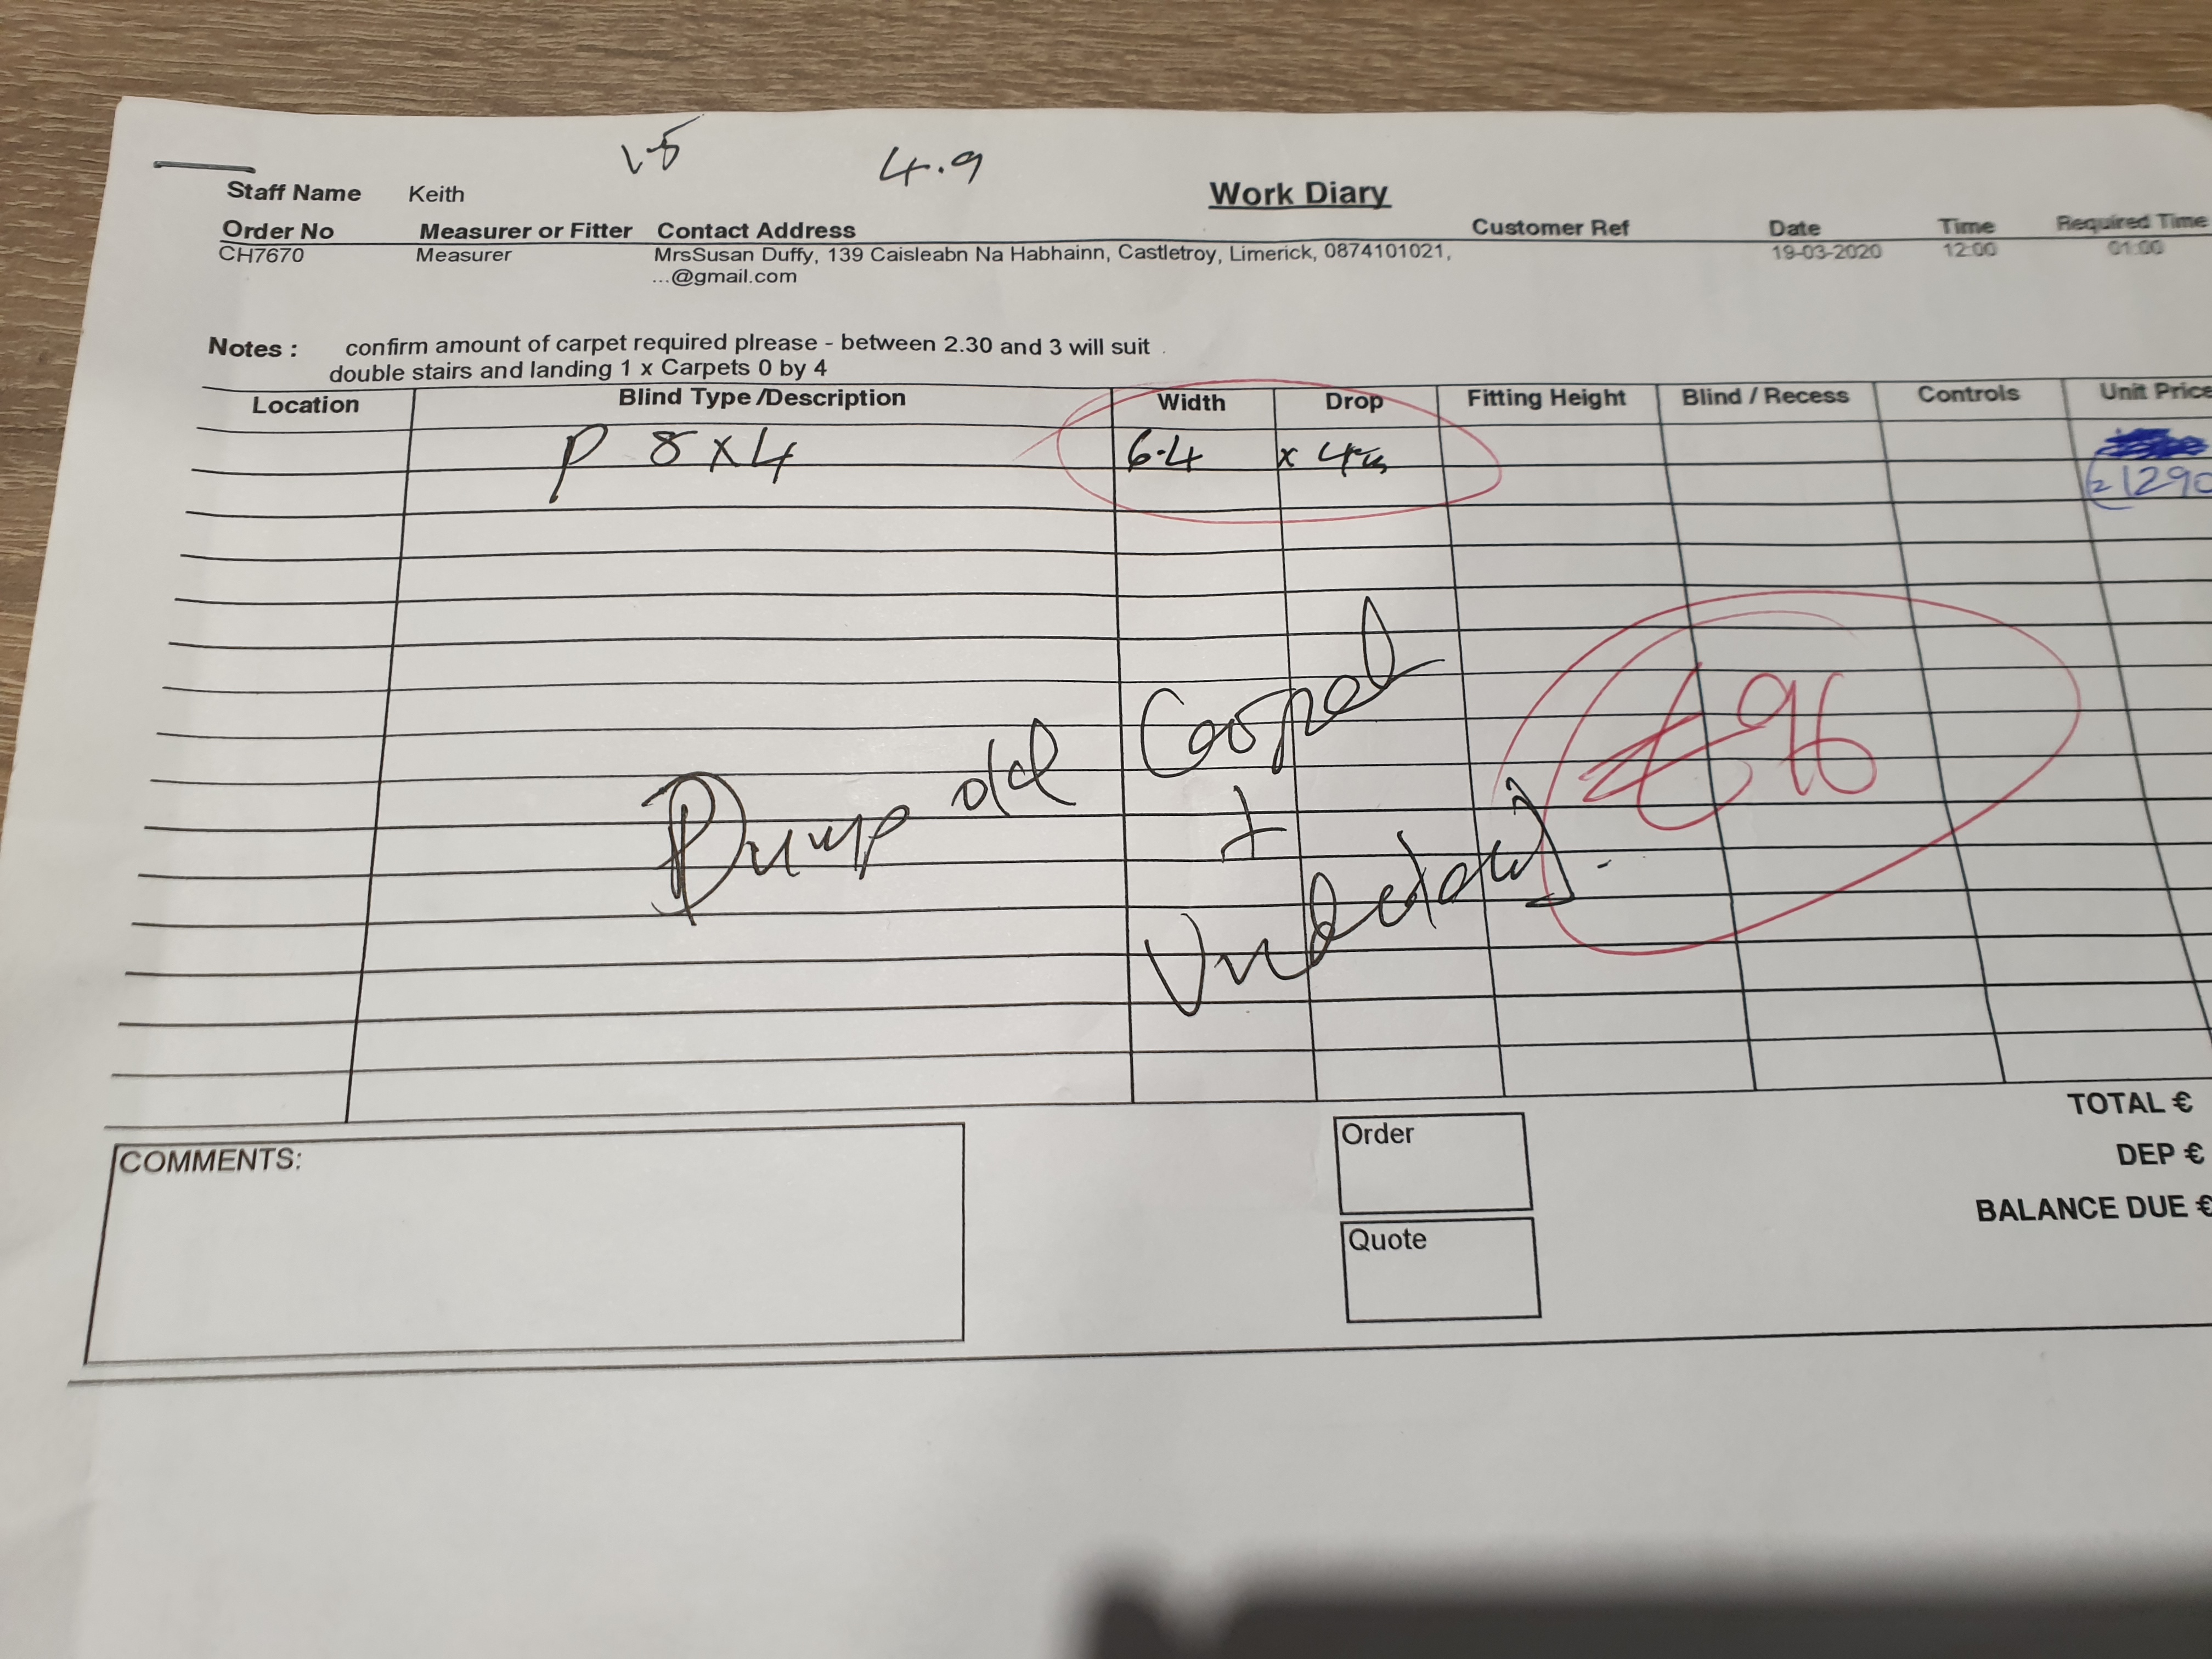 1.5 4.9
Staff Name Keith Work Diary
Order No Measurer or Fitter Contact Address Customer Ref Date Time Required Time
CH7670 Measurer MrsSusan Duffy, 139 Caisleabn Na Habhainn, Castletroy, Limerick, 0874101021, 19-03-2020 12:00 01:00
...@gmail.com
Notes : confirm amount of carpet required plrease - between 2.30 and 3 will suit
double stairs and landing 1 x Carpets 0 by 4
Location Blind Type /Description Width Drop Fitting Height Blind / Recess Controls Unit Price
P 8 x 4 6.4 x 4m
1290
€96
Dump old Carpet
+
Underlay
COMMENTS:
Order
Quote
TOTAL €
DEP €
BALANCE DUE €